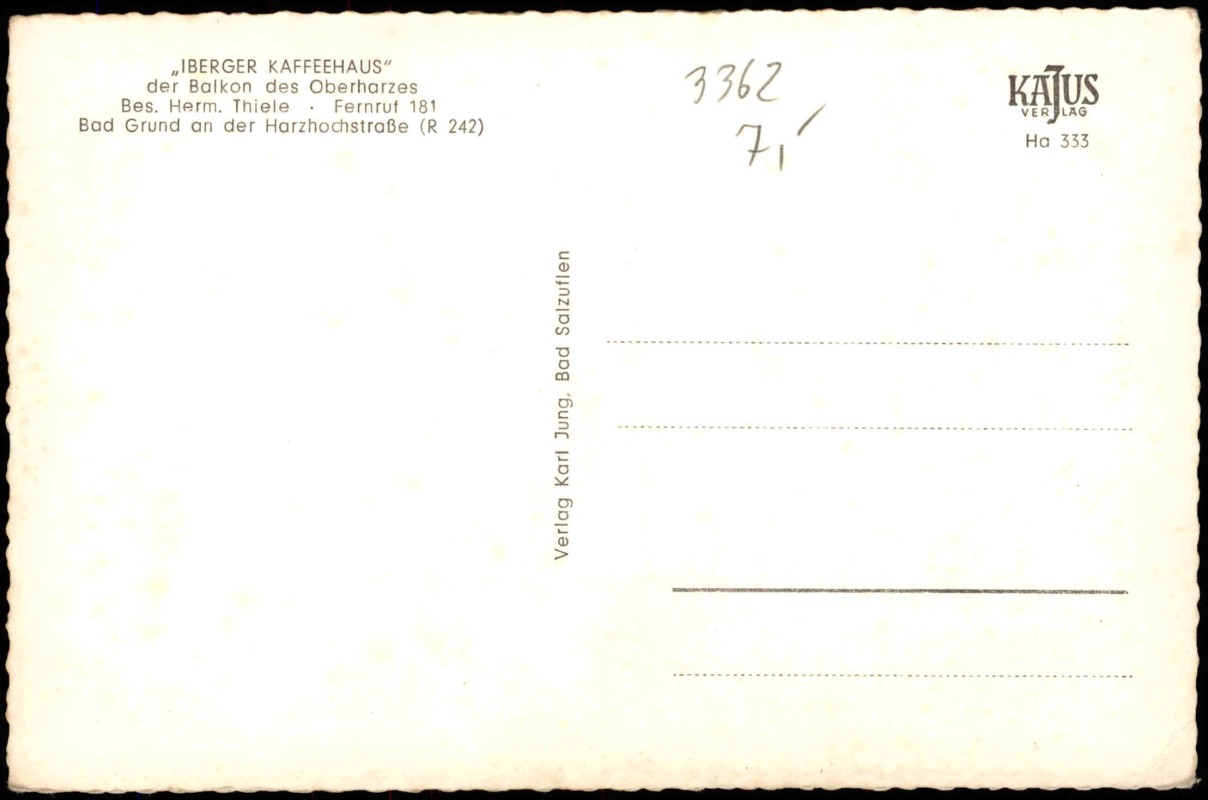 „IBERGER KAFFEEHAUS“
der Balkon des Oberharzes
Bes. Herm. Thiele · Fernruf 181
Bad Grund an der Harzhochstraße (R 242)
3362
7,-
KAJUS
VERLAG
Ha 333
Verlag Karl Jung, Bad Salzuflen